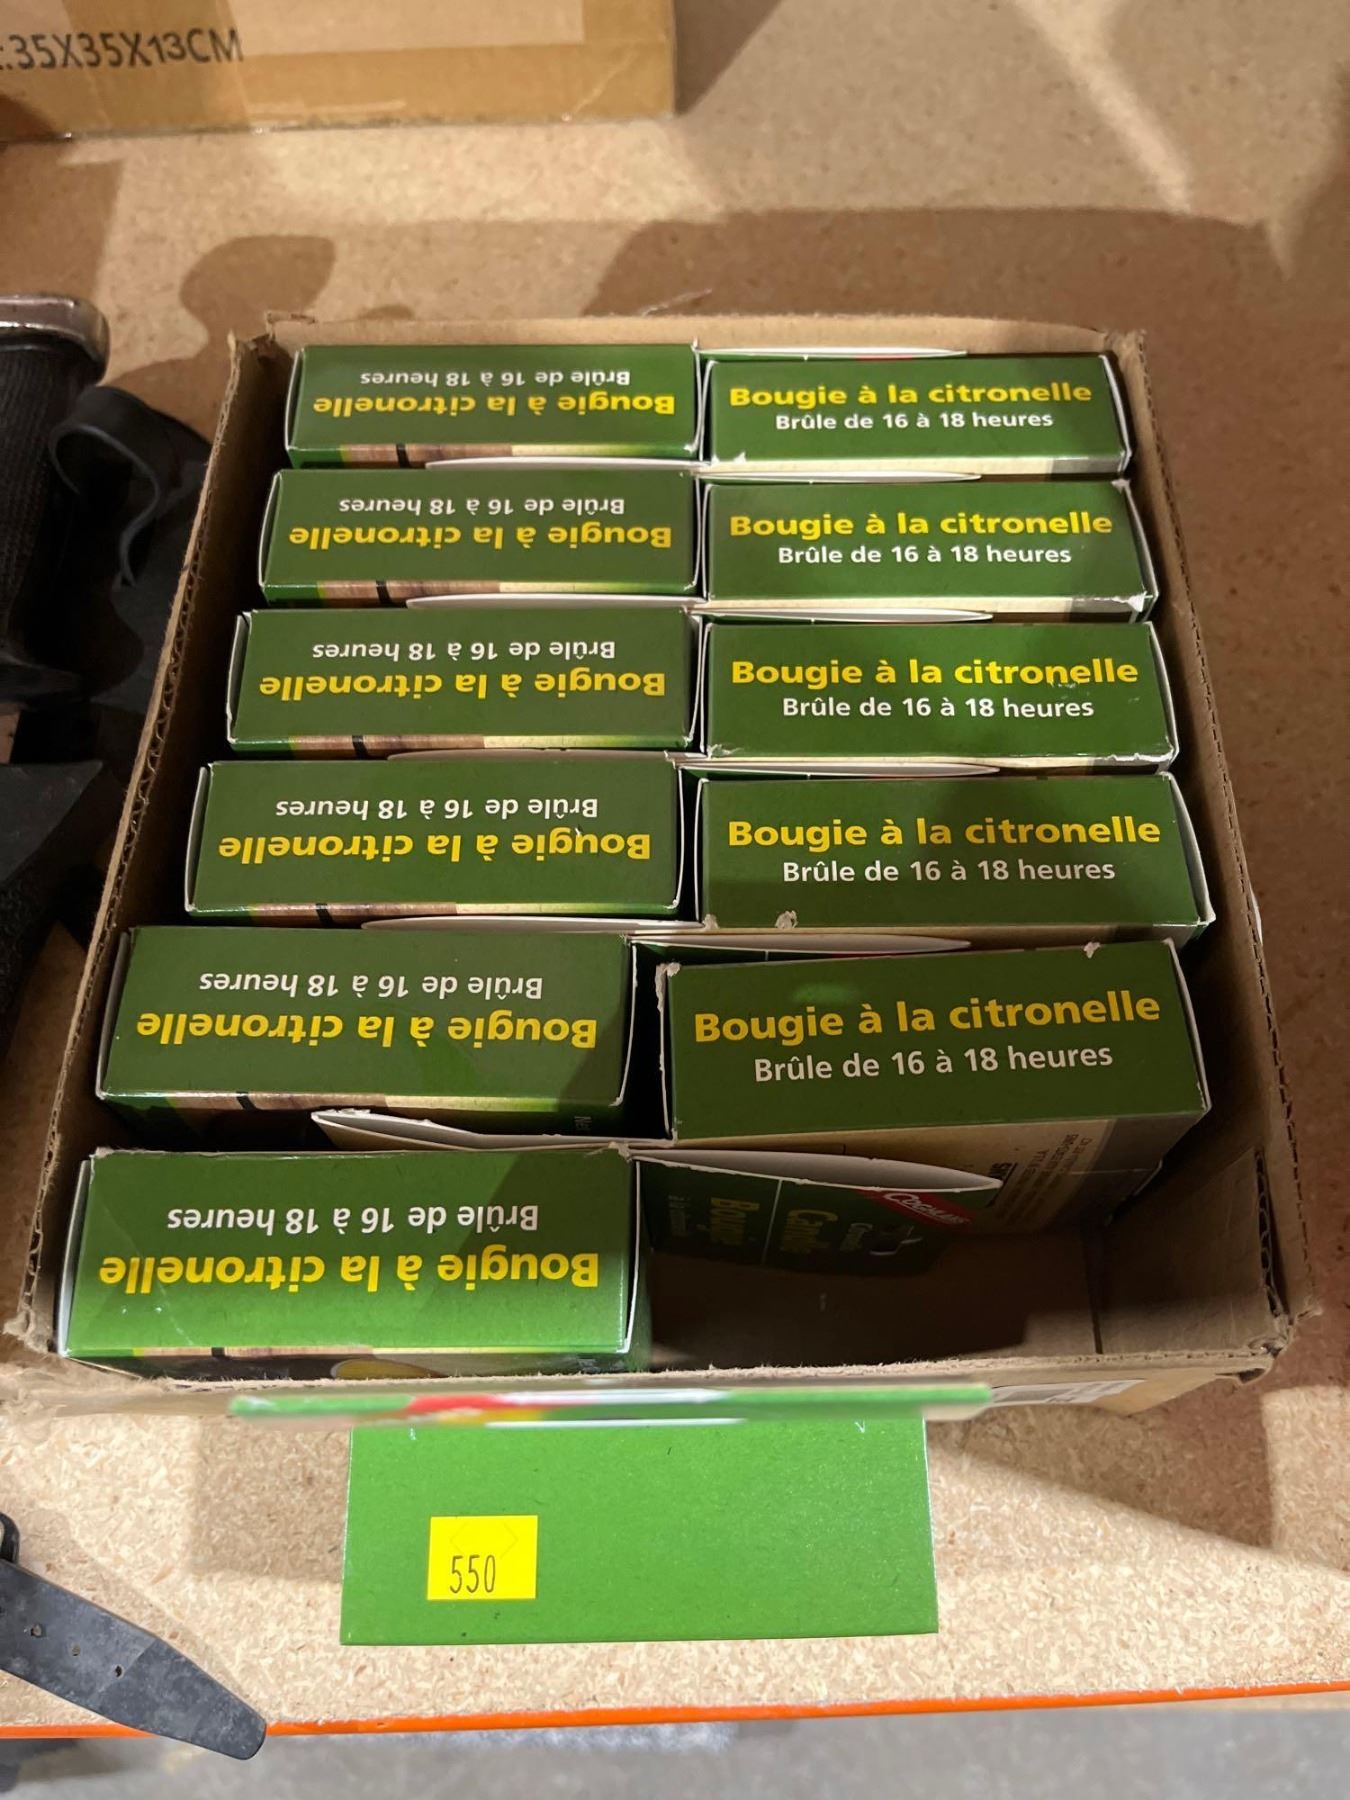 :35X35X13CM
Brûle de 16 à 18 heures
Bougie à la citronelle
Bougie à la citronelle
Brûle de 16 à 18 heures
Brûle de 16 à 18 heures
Bougie à la citronelle
Bougie à la citronelle
Brûle de 16 à 18 heures
Brûle de 16 à 18 heures
Bougie à la citronelle
Bougie à la citronelle
Brûle de 16 à 18 heures
Brûle de 16 à 18 heures
Bougie à la citronelle
Bougie à la citronelle
Brûle de 16 à 18 heures
Brûle de 16 à 18 heures
Bougie à la citronelle
Bougie à la citronelle
Brûle de 16 à 18 heures
Brûle de 16 à 18 heures
Bougie à la citronelle
Coghlan's
Candle
Bougie
550